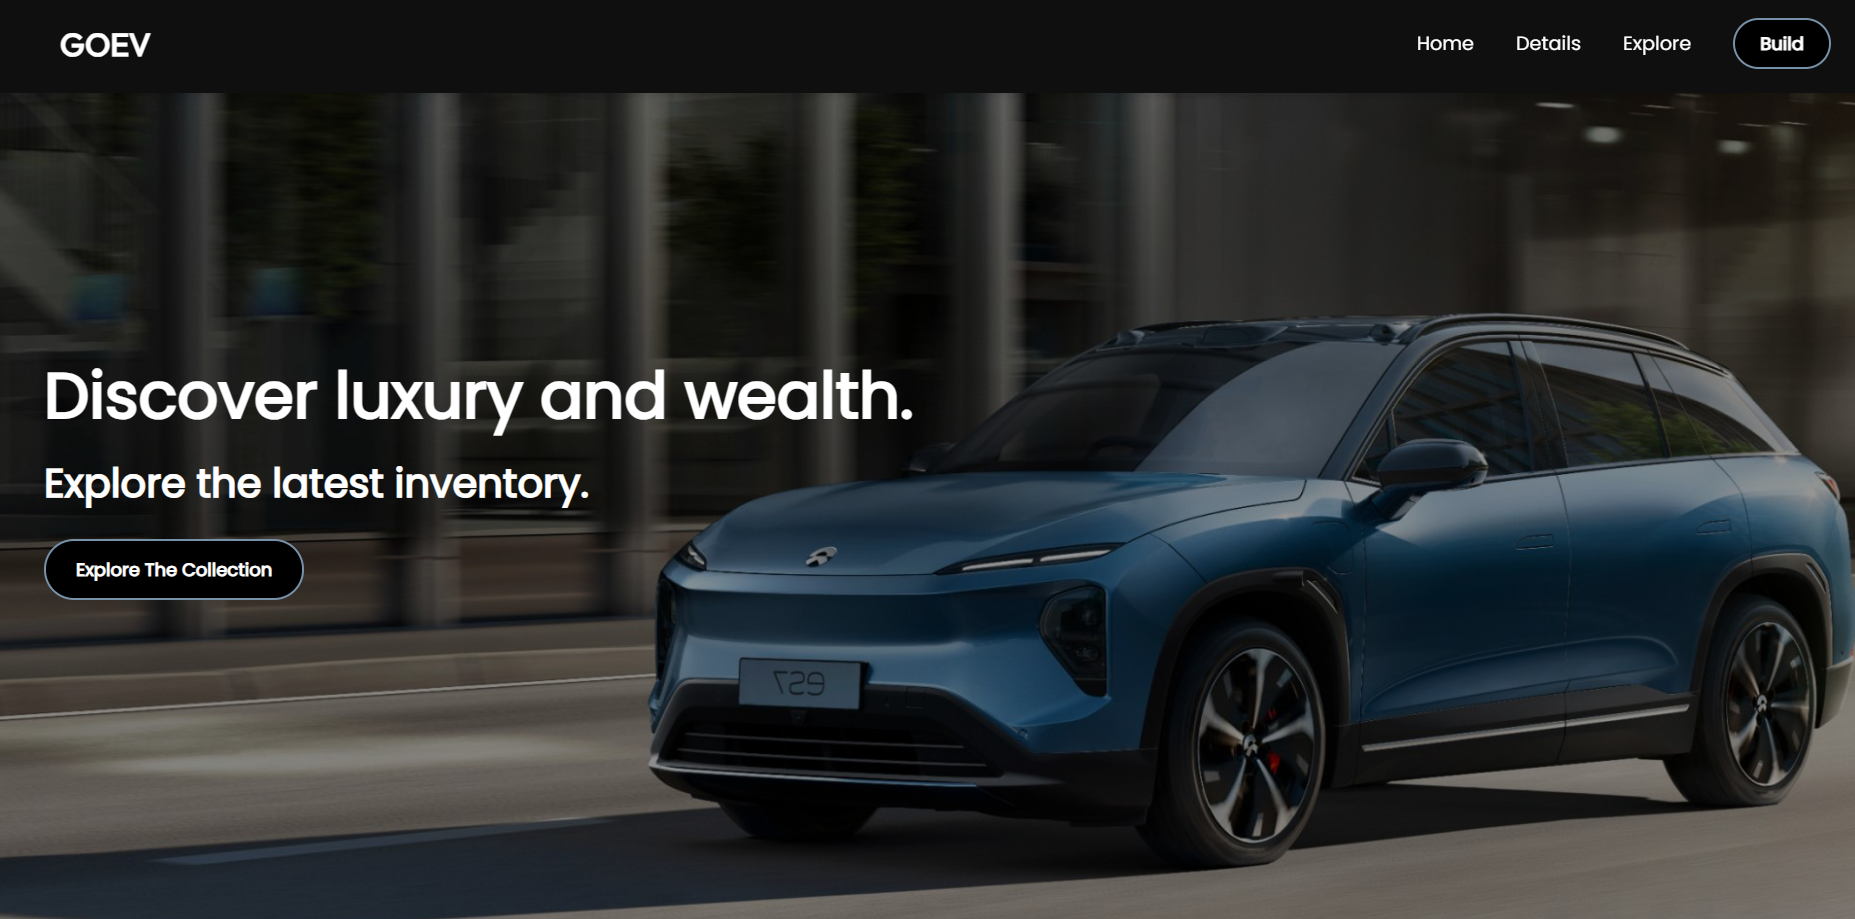 GOEV
Home Details Explore Build
Discover luxury and wealth.
Explore the latest inventory.
Explore The Collection
ES7